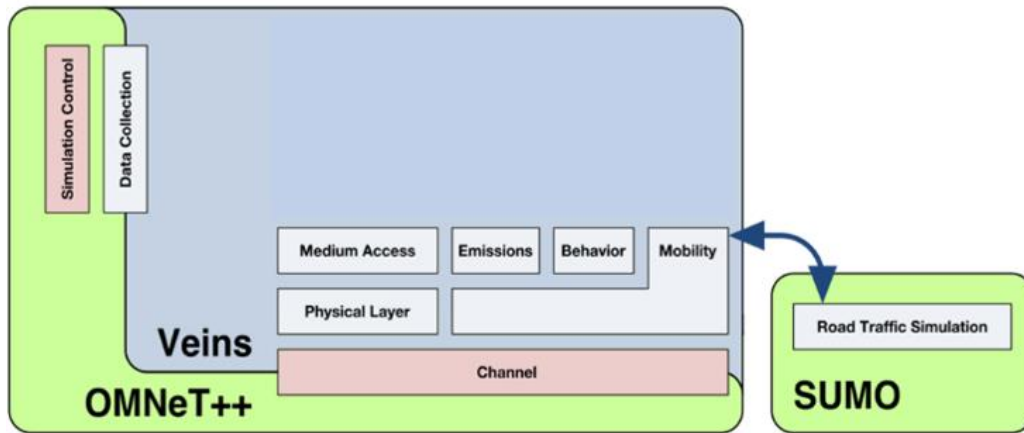 Simulation Control
Data Collection
Medium Access
Emissions
Behavior
Mobility
Physical Layer
Road Traffic Simulation
Veins
Channel
OMNeT++
SUMO